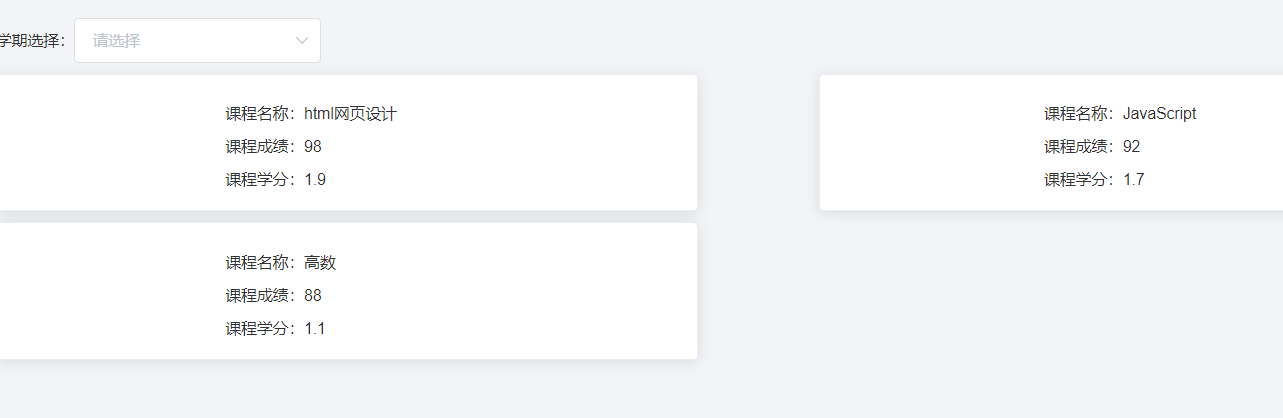 学期选择： 请选择
课程名称：html网页设计
课程成绩：98
课程学分：1.9
课程名称：JavaScript
课程成绩：92
课程学分：1.7
课程名称：高数
课程成绩：88
课程学分：1.1